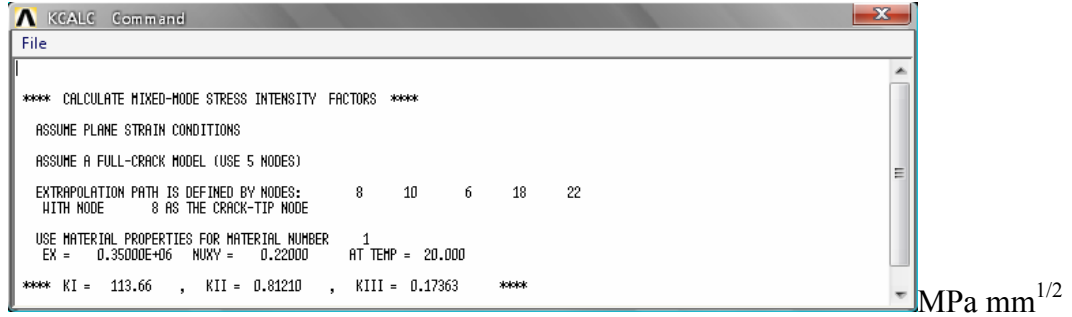 KCALC Command
File
**** CALCULATE MIXED-MODE STRESS INTENSITY FACTORS ****
ASSUME PLANE STRAIN CONDITIONS
ASSUME A FULL-CRACK MODEL (USE 5 NODES)
EXTRAPOLATION PATH IS DEFINED BY NODES: 8 10 6 18 22
WITH NODE 8 AS THE CRACK-TIP NODE
USE MATERIAL PROPERTIES FOR MATERIAL NUMBER 1
EX = 0.35000E+06 NUXY = 0.22000 AT TEMP = 20.000
**** KI = 113.66 , KII = 0.81210 , KIII = 0.17363 ****
MPa mm^1/2